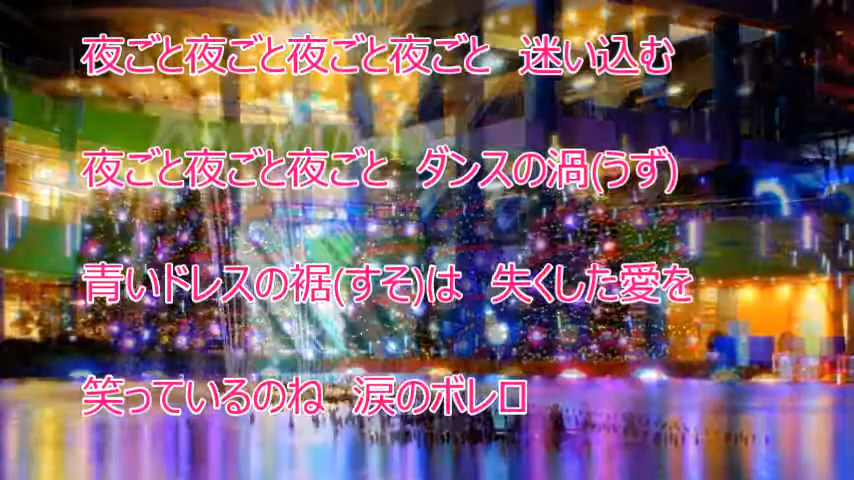 夜ごと夜ごと夜ごと夜ごと　迷い込む
夜ごと夜ごと夜ごと　ダンスの渦(うず)
青いドレスの裾(すそ)は　失くした愛を
笑っているのね　涙のボレロ